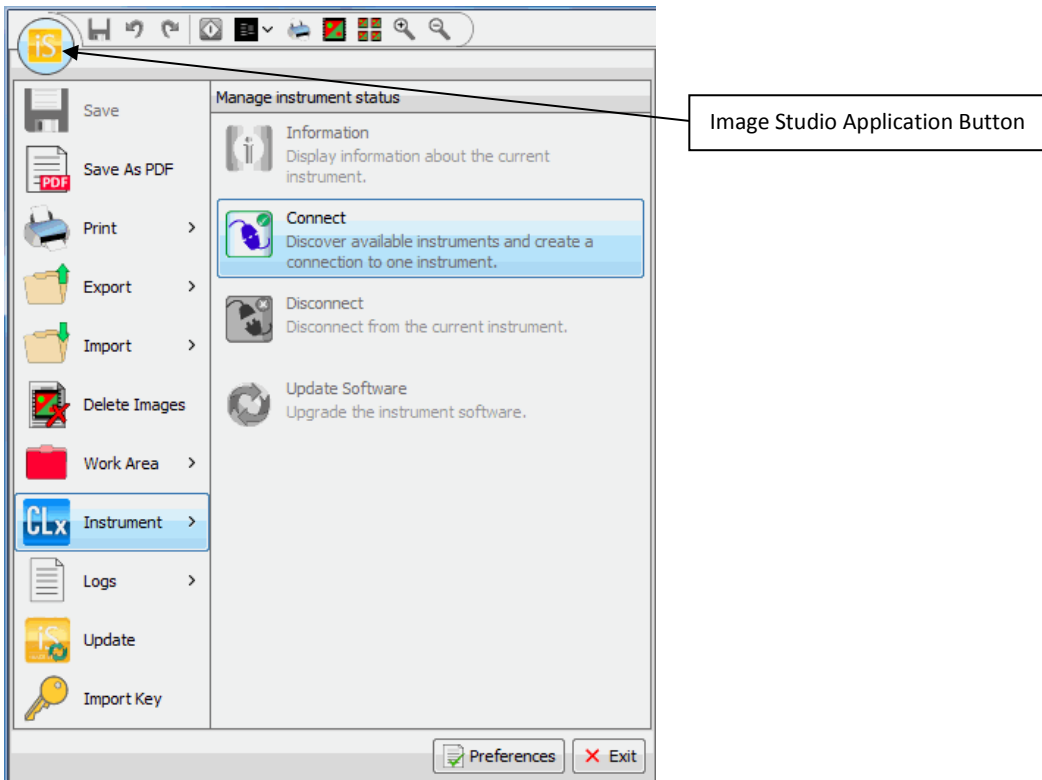 iS
Save
Save As PDF
PDF
Print
Export
Import
Delete Images
Work Area
CLx
Instrument
Logs
iS
Update
Import Key
Manage instrument status
Information
Display information about the current
instrument.
Connect
Discover available instruments and create a
connection to one instrument.
Disconnect
Disconnect from the current instrument.
Update Software
Upgrade the instrument software.
Preferences
Exit
Image Studio Application Button